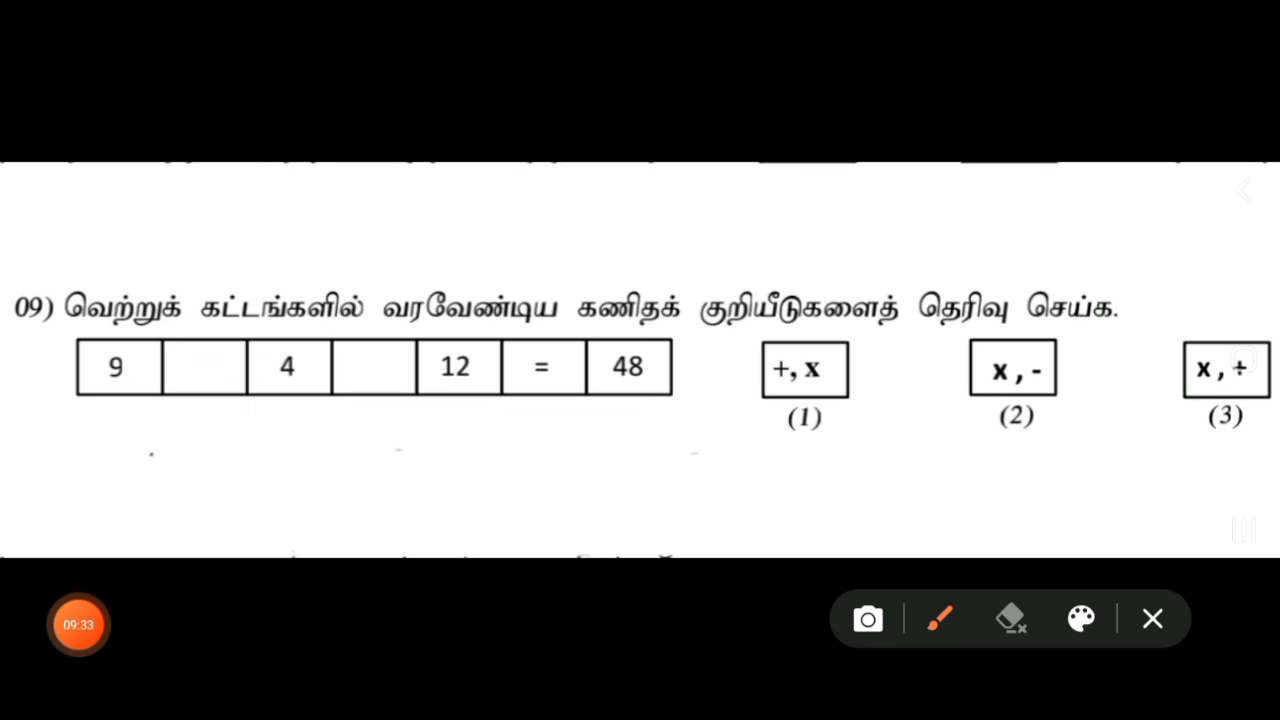 09) வெற்றுக் கட்டங்களில் வரவேண்டிய கணிதக் குறியீடுகளைத் தெரிவு செய்க.
9 4 12 = 48 +, x x , - x , ÷
(1) (2) (3)
09:33